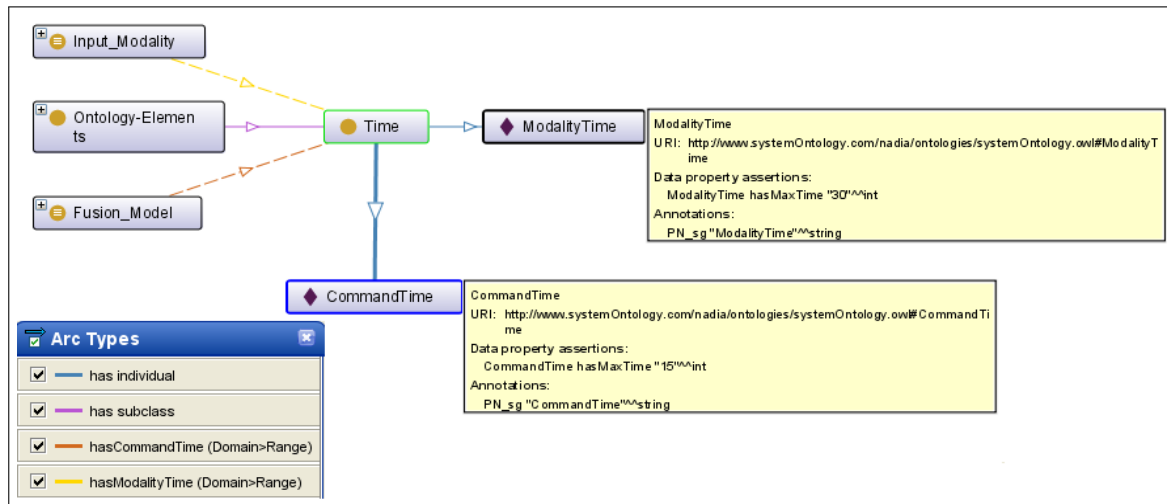 Input_Modality
Ontology-Elemen
ts
Time
ModalityTime
Fusion_Model
ModalityTime
URI: http://www.systemOntology.com/nadia/ontologies/systemOntology.owl#ModalityT
ime
Data property assertions:
ModalityTime hasMaxTime "30"^^int
Annotations:
PN_sg "ModalityTime"^^string
CommandTime
CommandTime
URI: http://www.systemOntology.com/nadia/ontologies/systemOntology.owl#CommandTi
me
Data property assertions:
CommandTime hasMaxTime "15"^^int
Annotations:
PN_sg "CommandTime"^^string
Arc Types
has individual
has subclass
hasCommandTime (Domain>Range)
hasModalityTime (Domain>Range)